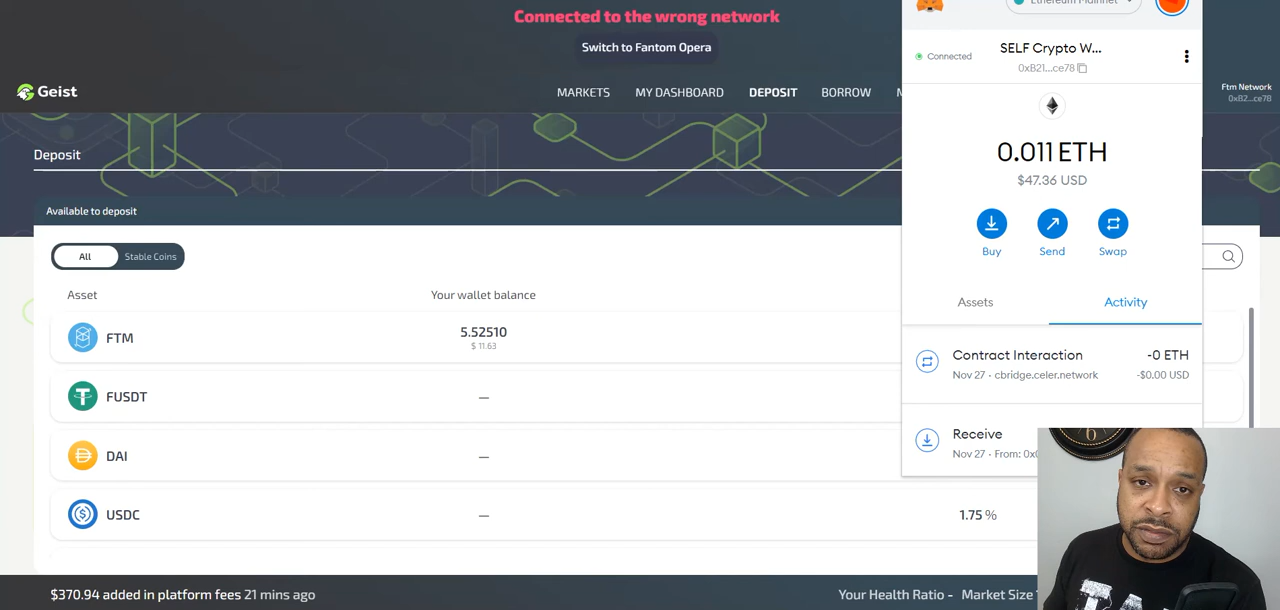 Connected to the wrong network
Switch to Fantom Opera
Geist
MARKETS
MY DASHBOARD
DEPOSIT
BORROW
Ftm Network
0xB2...ce78
Deposit
Available to deposit
All
Stable Coins
Asset
Your wallet balance
FTM
5.52510
$ 11.63
FUSDT
—
DAI
—
USDC
—
1.75 %
$370.94 added in platform fees 21 mins ago
Your Health Ratio -
Market Size
Ethereum Mainnet
Connected
SELF Crypto W...
0xB21...ce78
0.011 ETH
$47.36 USD
Buy
Send
Swap
Assets
Activity
Contract Interaction
-0 ETH
Nov 27 · cbridge.celer.network
-$0.00 USD
Receive
Nov 27 · From: 0x
6